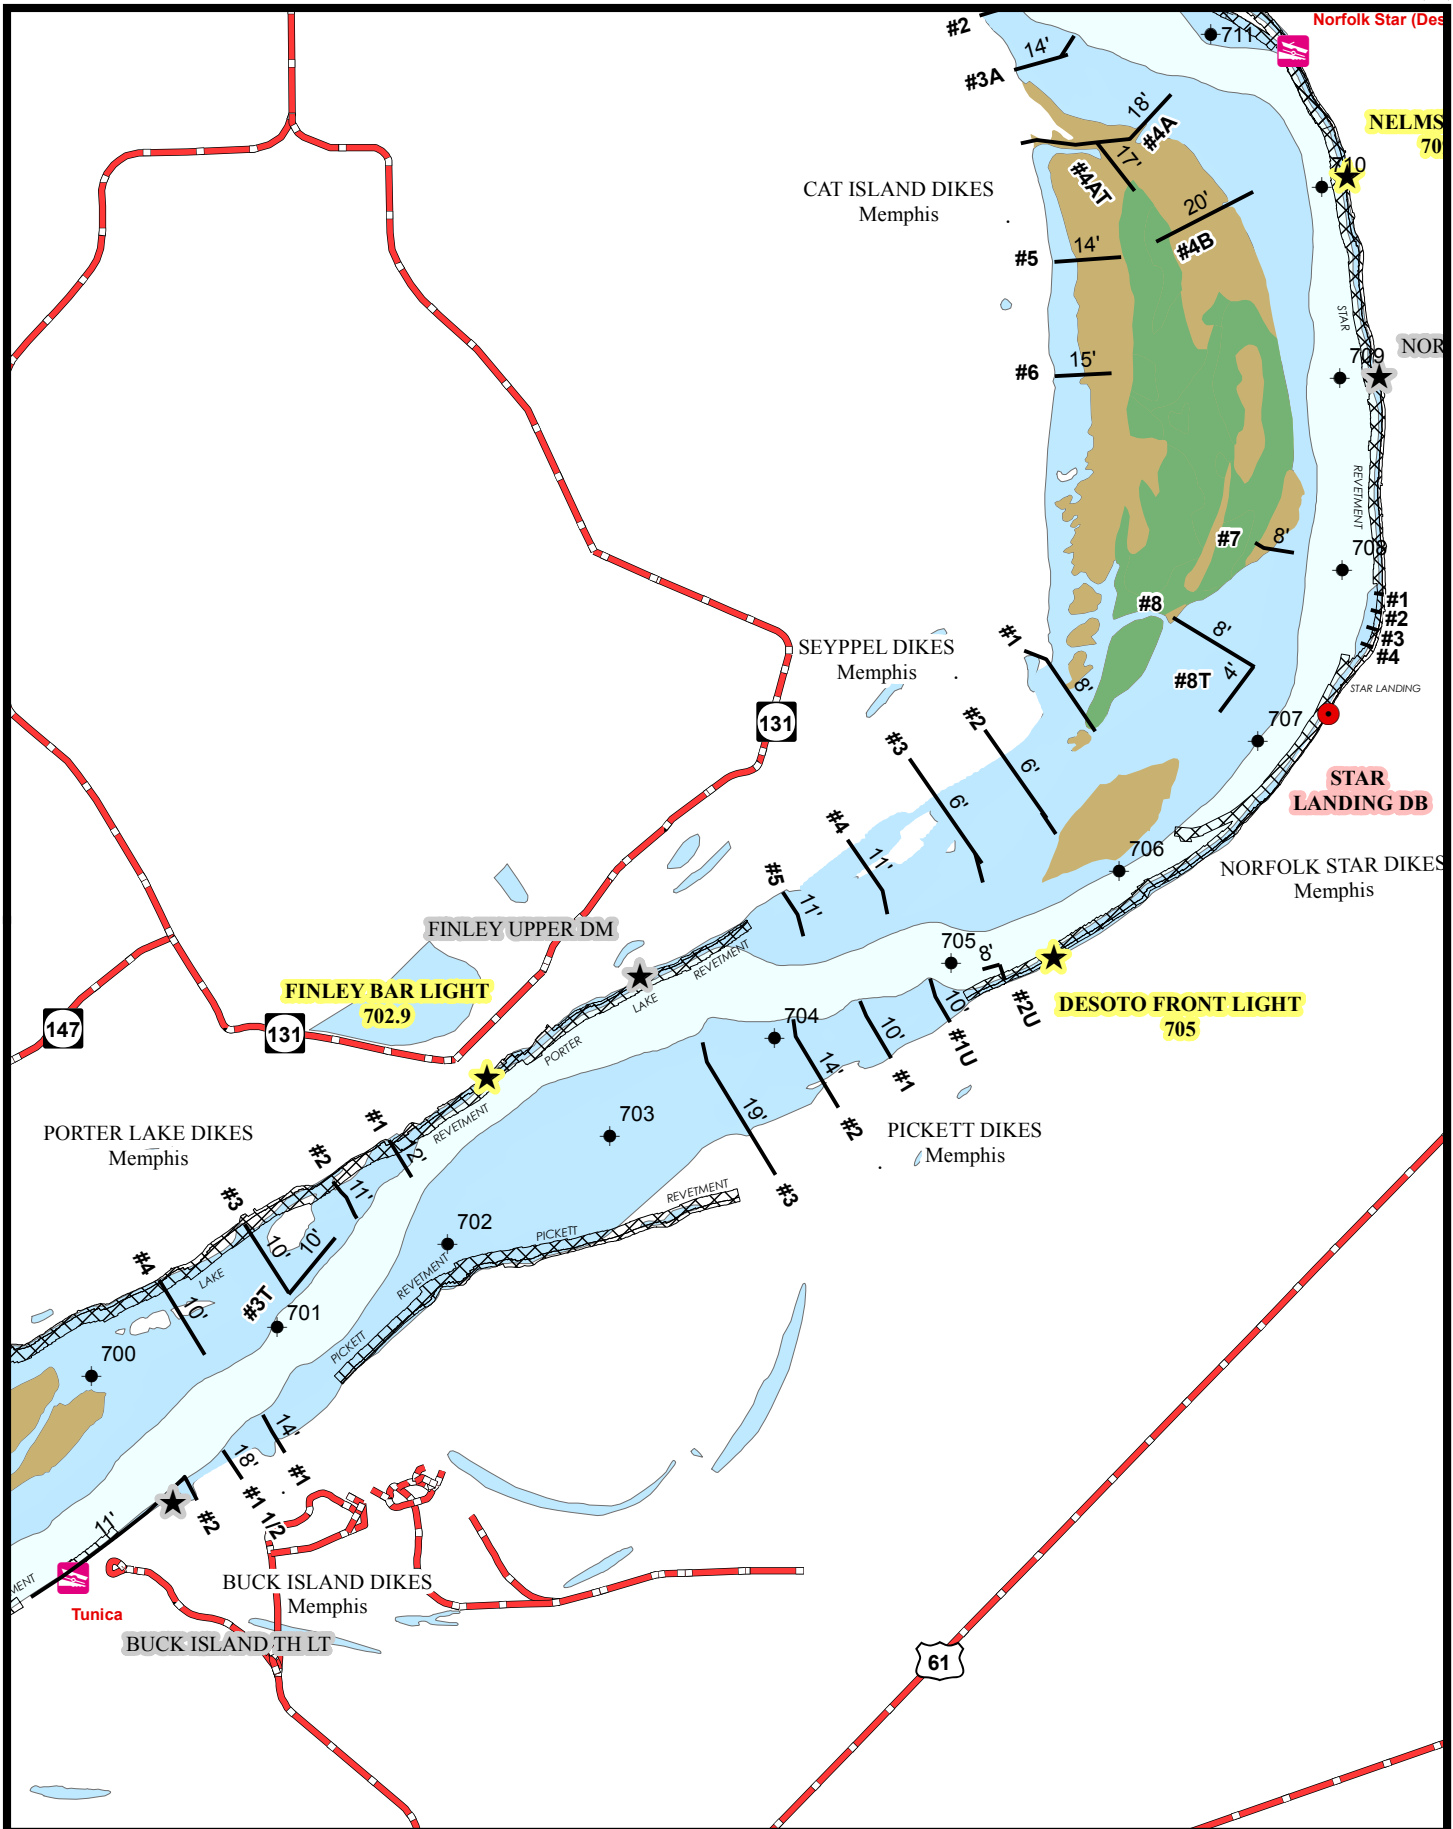 Norfolk Star (Des
#2
711
14'
#3A
18'
#4A
NELMS
709
10
17'
#4AT
CAT ISLAND DIKES
Memphis
20'
#4B
14'
#5
STAR
NOR
709
15'
#6
REVETMENT
#7
8'
708
#8
#1
#2
#3
#4
8'
4'
#8T
#1
8'
SEYPPEL DIKES
Memphis
STAR LANDING
707
131
#2
6'
#3
6'
STAR
LANDING DB
#4
11'
706
NORFOLK STAR DIKES
Memphis
#5
11'
FINLEY UPPER DM
REVETMENT
LAKE
PORTER
REVETMENT
705
8'
#2U
DESOTO FRONT LIGHT
705
FINLEY BAR LIGHT
702.9
147
131
10'
#1U
10'
#1
704
14'
#2
19'
#3
703
PICKETT DIKES
Memphis
PORTER LAKE DIKES
Memphis
#1
2'
#2
11'
#3
10'
10'
#3T
#4
10'
LAKE
702
REVETMENT
PICKETT
REVETMENT
PICKETT
701
700
14'
#1
18'
#1 1/2
#2
11'
MENT
Tunica
BUCK ISLAND DIKES
Memphis
BUCK ISLAND TH LT
61